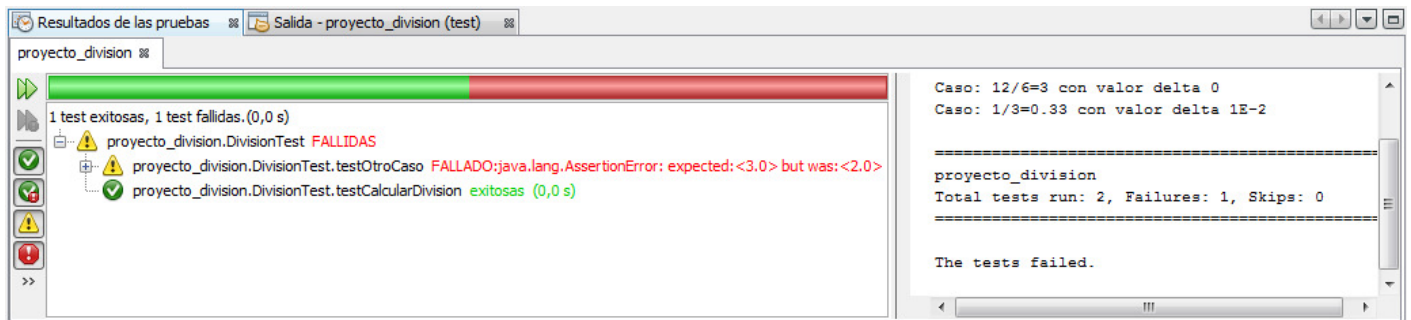 Resultados de las pruebas
Salida - proyecto_division (test)
proyecto_division
1 test exitosas, 1 test fallidas.(0,0 s)
proyecto_division.DivisionTest FALLIDAS
proyecto_division.DivisionTest.testOtroCaso FALLADO:java.lang.AssertionError: expected:<3.0> but was:<2.0>
proyecto_division.DivisionTest.testCalcularDivision exitosas (0,0 s)
>>
Caso: 12/6=3 con valor delta 0
Caso: 1/3=0.33 con valor delta 1E-2
===============================================
proyecto_division
Total tests run: 2, Failures: 1, Skips: 0
===============================================
The tests failed.